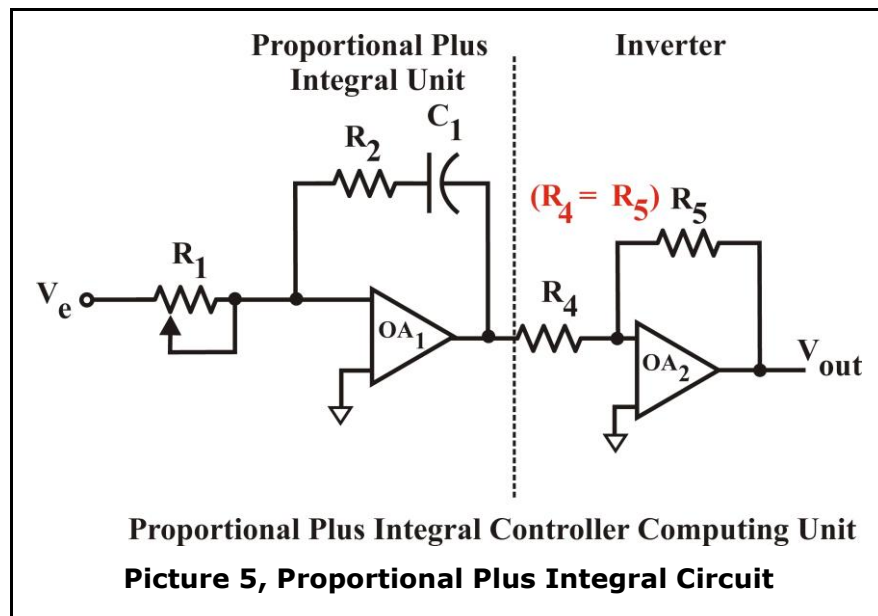 Proportional Plus
Integral Unit
Inverter
C1
R2
(R4 = R5)
R5
R1
R4
Ve
OA1
OA2
Vout
Proportional Plus Integral Controller Computing Unit
Picture 5, Proportional Plus Integral Circuit